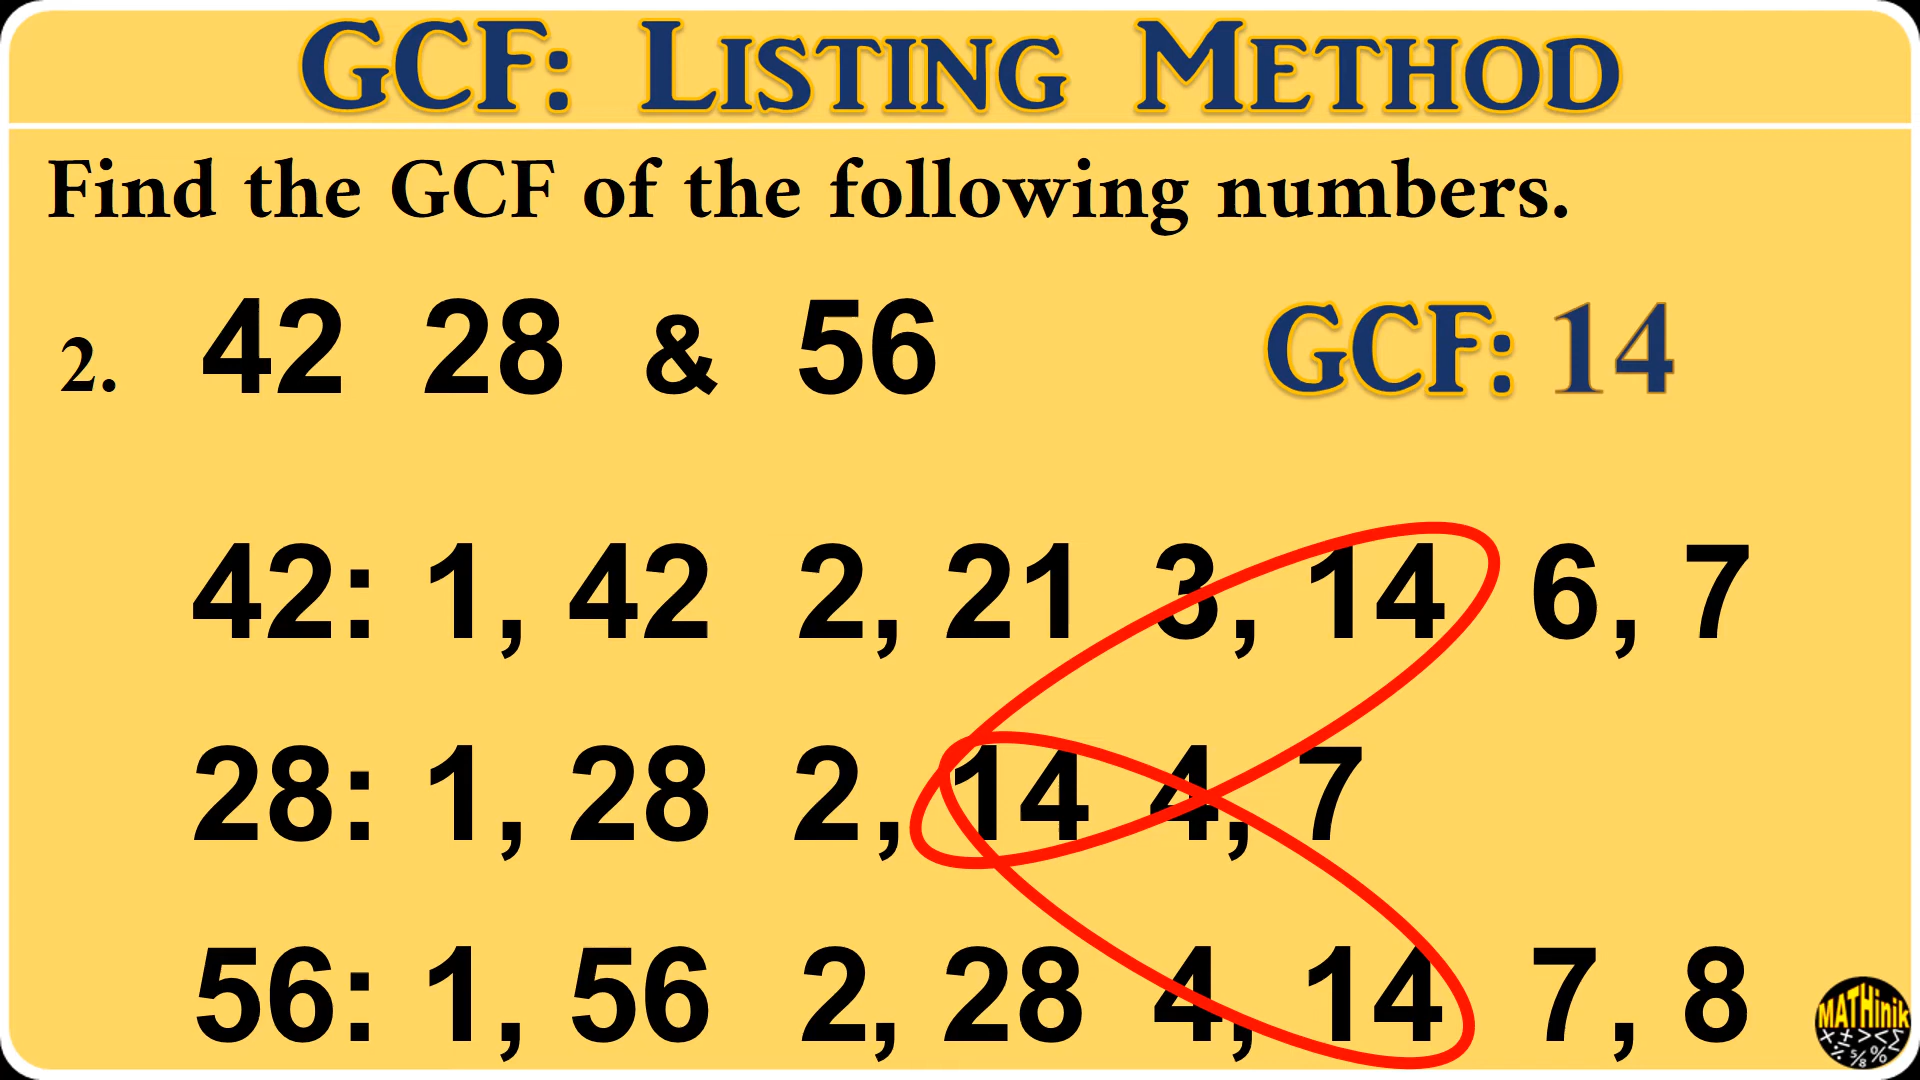 GCF: LISTING METHOD
Find the GCF of the following numbers.
2. 42 28 & 56 GCF: 14
42: 1, 42 2, 21 3, 14 6, 7
28: 1, 28 2, 14 4, 7
56: 1, 56 2, 28 4, 14 7, 8
MATHinik
×±><Σ
÷ 5/8 %